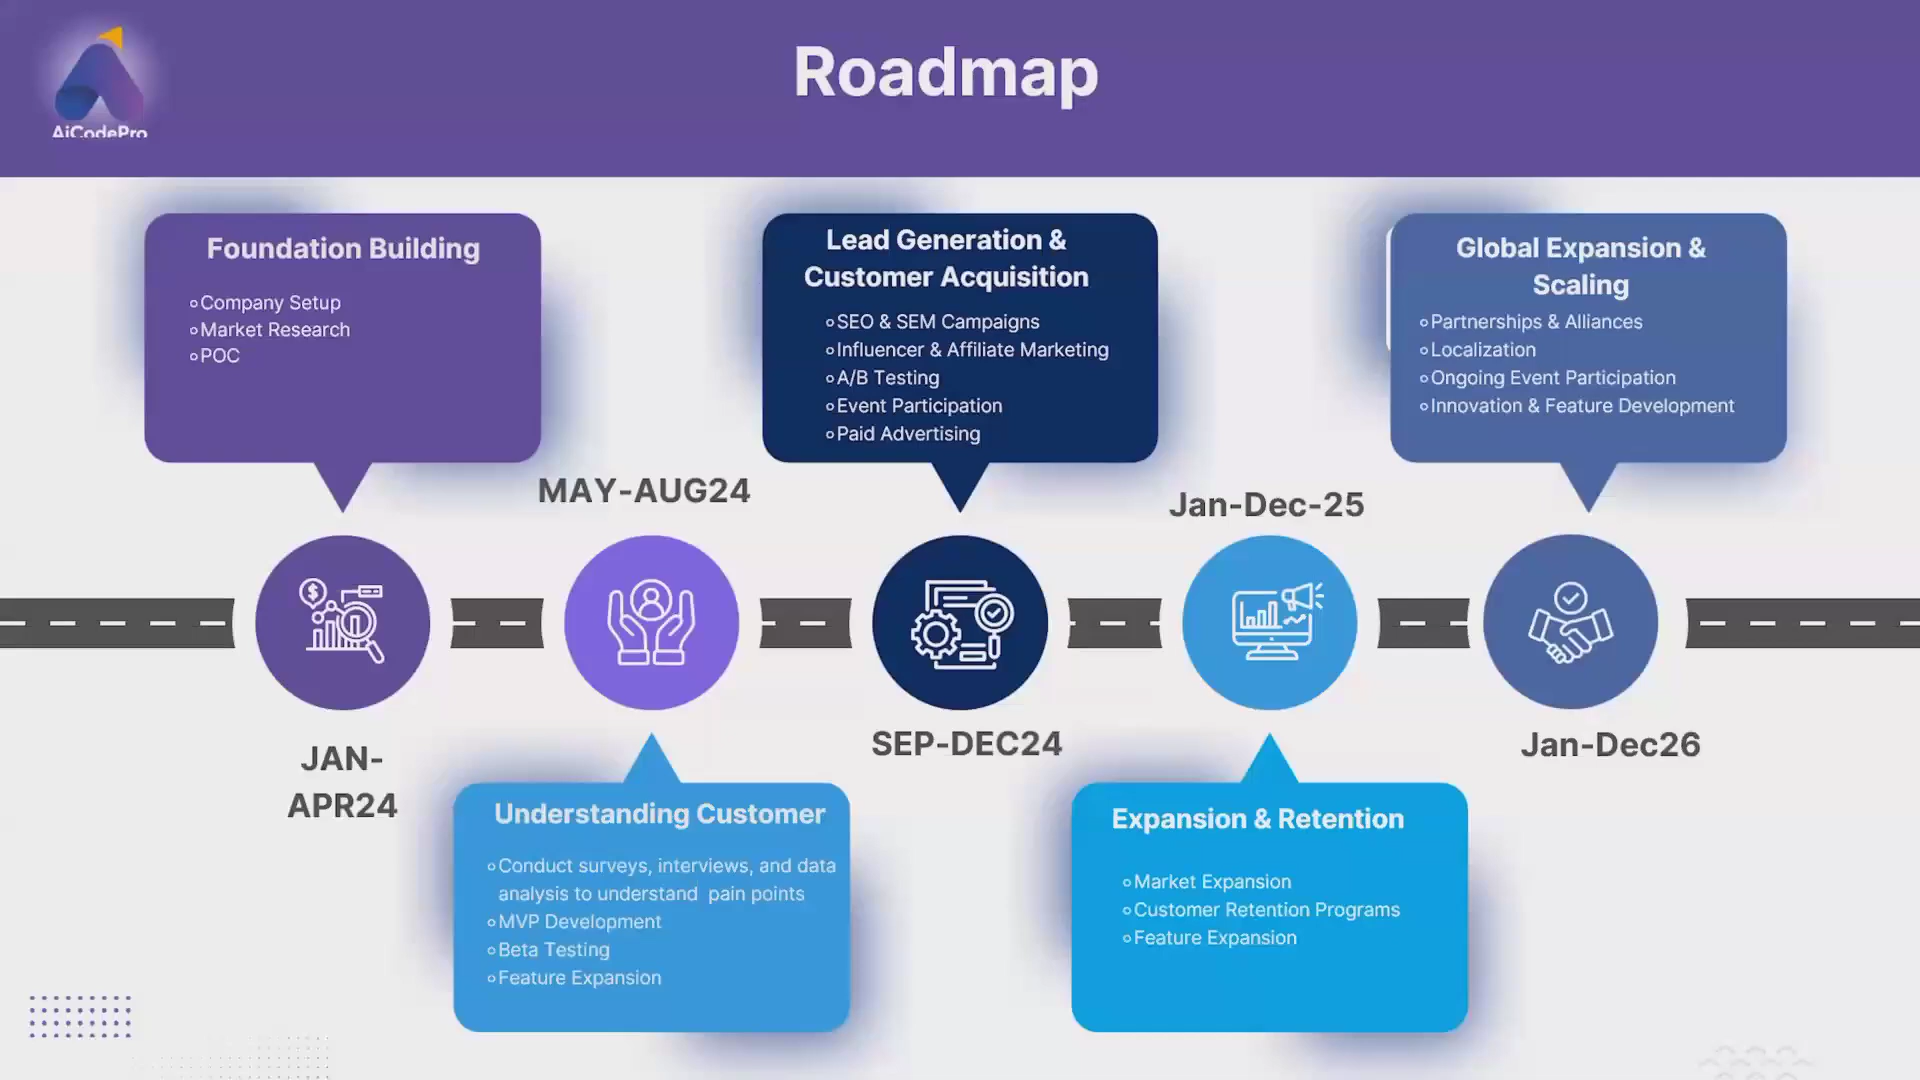 AiCodePro
Roadmap
Foundation Building
Company Setup
Market Research
POC
JAN-
APR24
MAY-AUG24
Understanding Customer
Conduct surveys, interviews, and data
analysis to understand pain points
MVP Development
Beta Testing
Feature Expansion
Lead Generation &
Customer Acquisition
SEO & SEM Campaigns
Influencer & Affiliate Marketing
A/B Testing
Event Participation
Paid Advertising
SEP-DEC24
Jan-Dec-25
Expansion & Retention
Market Expansion
Customer Retention Programs
Feature Expansion
Global Expansion &
Scaling
Partnerships & Alliances
Localization
Ongoing Event Participation
Innovation & Feature Development
Jan-Dec26